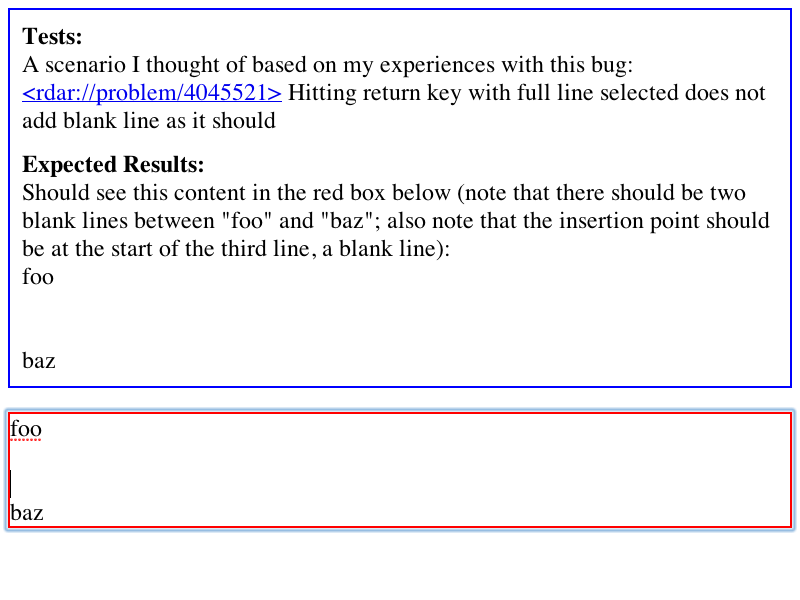 Tests:
A scenario I thought of based on my experiences with this bug:
<rdar://problem/4045521> Hitting return key with full line selected does not
add blank line as it should
Expected Results:
Should see this content in the red box below (note that there should be two
blank lines between "foo" and "baz"; also note that the insertion point should
be at the start of the third line, a blank line):
foo
baz
foo
baz